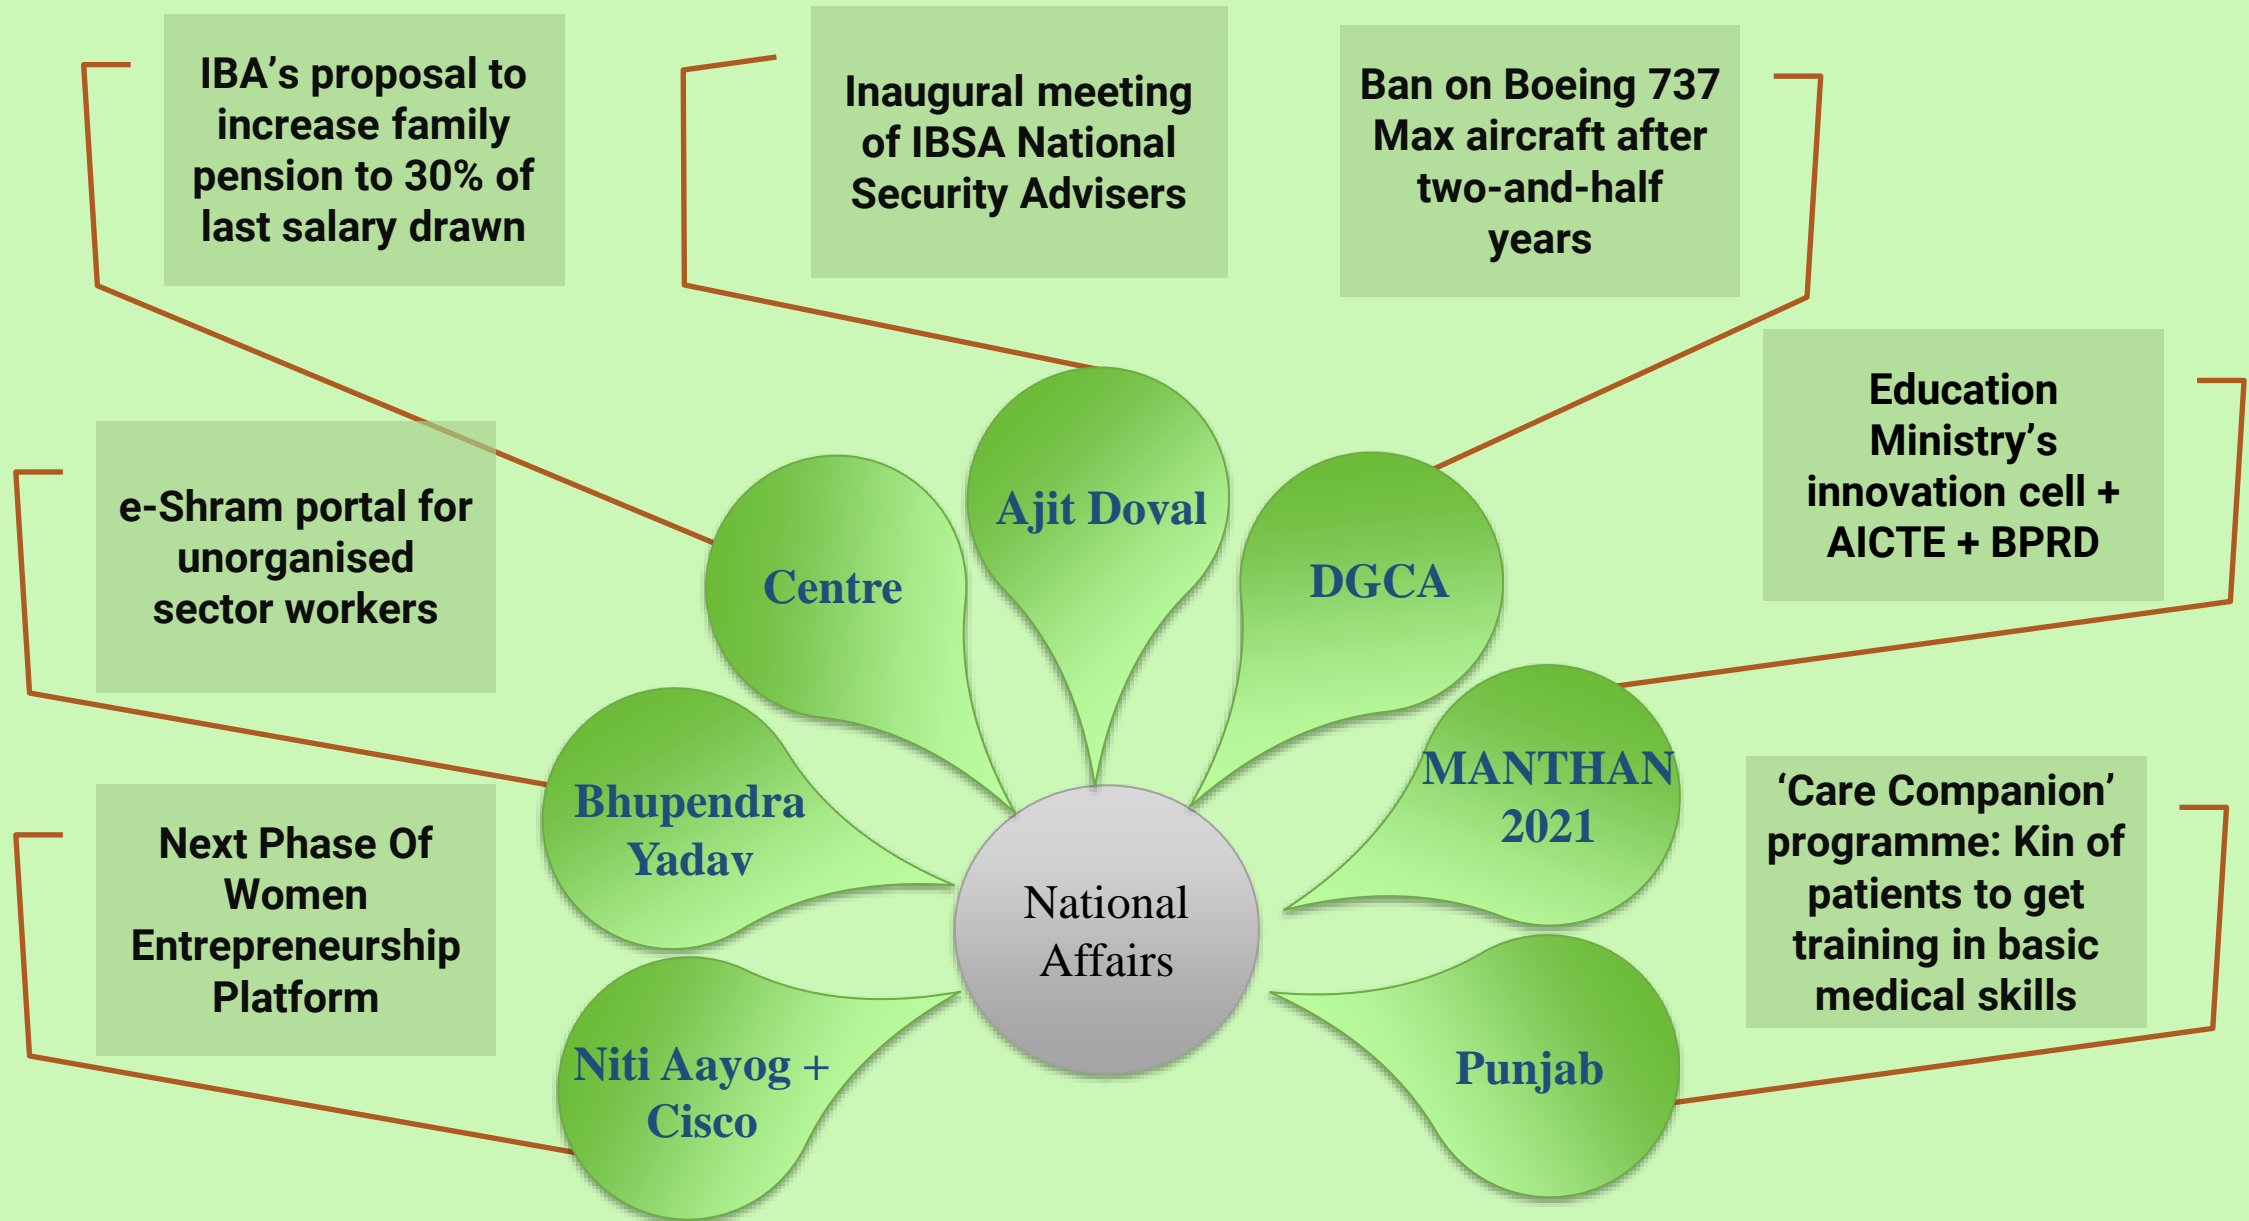 IBA’s proposal to
increase family
pension to 30% of
last salary drawn
Inaugural meeting
of IBSA National
Security Advisers
Ban on Boeing 737
Max aircraft after
two-and-half
years
Education
Ministry’s
innovation cell +
AICTE + BPRD
e-Shram portal for
unorganised
sector workers
Ajit Doval
Centre
DGCA
MANTHAN
2021
Bhupendra
Yadav
‘Care Companion’
programme: Kin of
patients to get
training in basic
medical skills
Next Phase Of
Women
Entrepreneurship
Platform
National
Affairs
Niti Aayog +
Cisco
Punjab